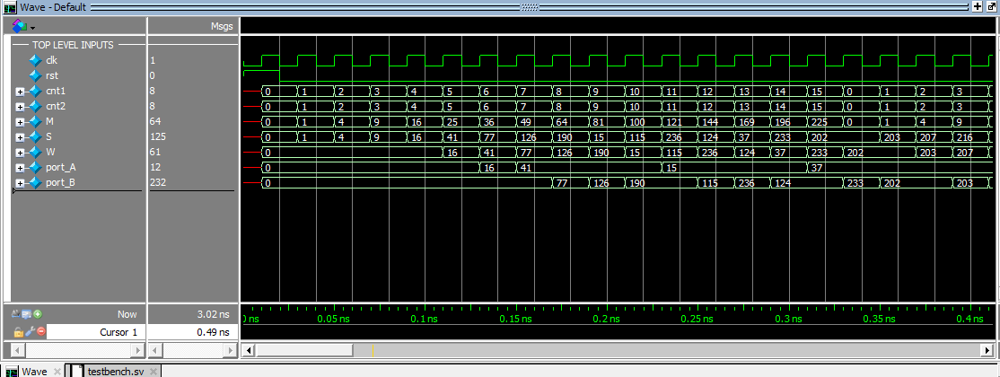 Wave - Default
Msgs
TOP LEVEL INPUTS
clk 1
rst 0
cnt1 8 0 1 2 3 4 5 6 7 8 9 10 11 12 13 14 15 0 1 2 3
cnt2 8 0 1 2 3 4 5 6 7 8 9 10 11 12 13 14 15 0 1 2 3
M 64 0 1 4 9 16 25 36 49 64 81 100 121 144 169 196 225 0 1 4 9
S 125 0 1 4 9 16 41 77 126 190 15 115 236 124 37 233 202 203 207 216
W 61 0 16 41 77 126 190 15 115 236 124 37 233 202 203 207
port_A 12 0 16 41 15 37
port_B 232 0 77 126 190 115 236 124 233 202 203
Now 3.02 ns ns 0.05 ns 0.1 ns 0.15 ns 0.2 ns 0.25 ns 0.3 ns 0.35 ns 0.4 ns
Cursor 1 0.49 ns
Wave testbench.sv